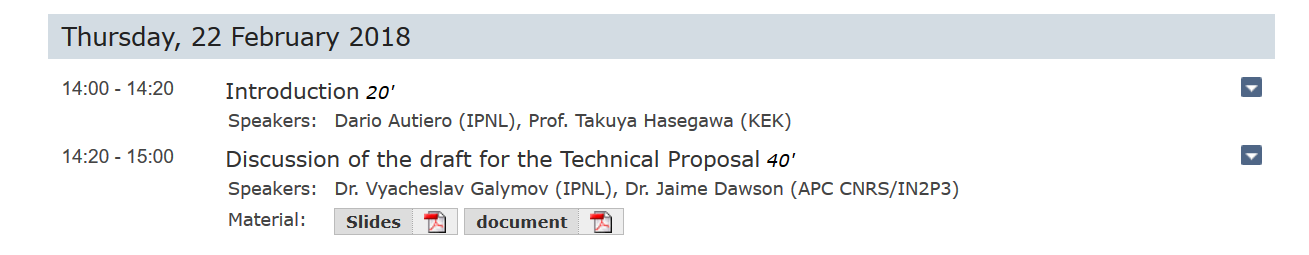 Thursday, 22 February 2018
14:00 - 14:20 Introduction 20'
Speakers: Dario Autiero (IPNL), Prof. Takuya Hasegawa (KEK)
14:20 - 15:00 Discussion of the draft for the Technical Proposal 40'
Speakers: Dr. Vyacheslav Galymov (IPNL), Dr. Jaime Dawson (APC CNRS/IN2P3)
Material: Slides document